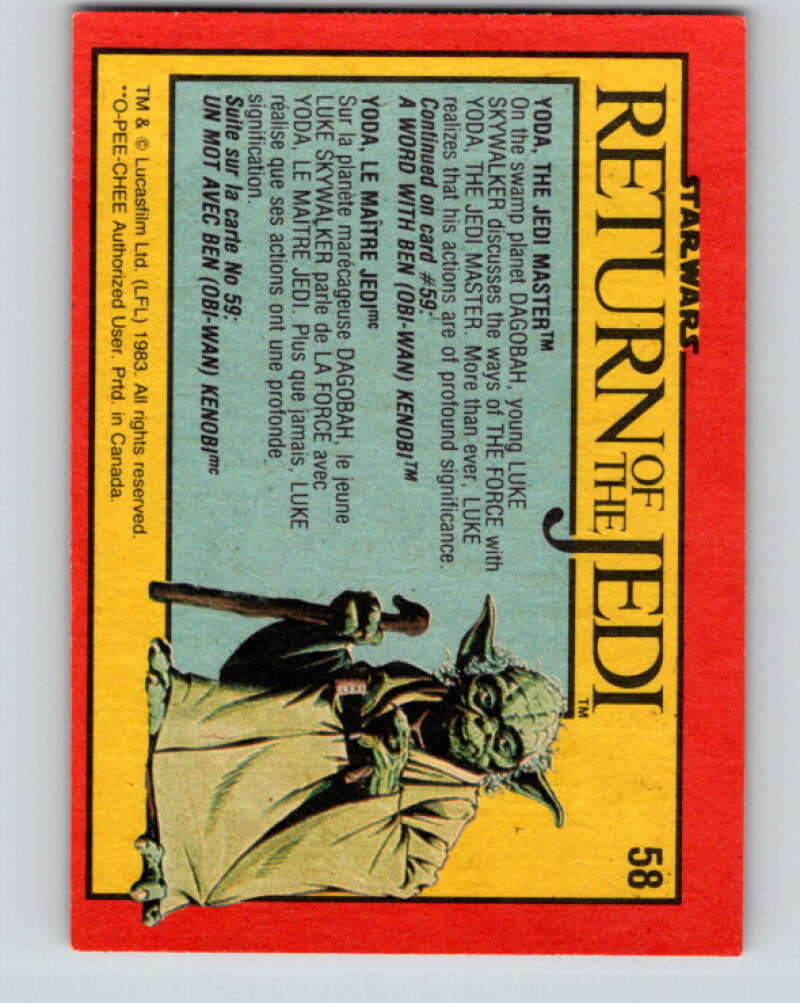 STAR WARS
RETURN OF THE JEDI™
58
YODA, THE JEDI MASTER™
On the swamp planet DAGOBAH, young LUKE
SKYWALKER discusses the ways of THE FORCE with
YODA, THE JEDI MASTER. More than ever, LUKE
realizes that his actions are of profound significance.
Continued on card #59:
A WORD WITH BEN (OBI-WAN) KENOBI™
YODA, LE MAÎTRE JEDIᵐᶜ
Sur la planète marécageuse DAGOBAH, le jeune
LUKE SKYWALKER parle de LA FORCE avec
YODA, LE MAÎTRE JEDI. Plus que jamais, LUKE
réalise que ses actions ont une profonde
signification.
Suite sur la carte No 59:
UN MOT AVEC BEN (OBI-WAN) KENOBIᵐᶜ
TM & © Lucasfilm Ltd. (LFL) 1983. All rights reserved.
**O-PEE-CHEE Authorized User. Prtd. in Canada.